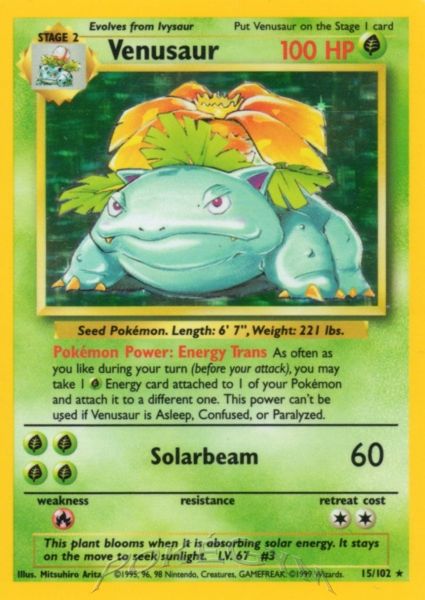 Evolves from Ivysaur Put Venusaur on the Stage 1 card
STAGE 2
Venusaur 100 HP
Seed Pokémon. Length: 6' 7", Weight: 221 lbs.
Pokémon Power: Energy Trans As often as
you like during your turn (before your attack), you may
take 1 Energy card attached to 1 of your Pokémon
and attach it to a different one. This power can't be
used if Venusaur is Asleep, Confused, or Paralyzed.
Solarbeam 60
weakness resistance retreat cost
This plant blooms when it is absorbing solar energy. It stays
on the move to seek sunlight. LV. 67 #3
Illus. Mitsuhiro Arita ©1995, 96, 98 Nintendo, Creatures, GAMEFREAK. ©1999 Wizards. 15/102 ★